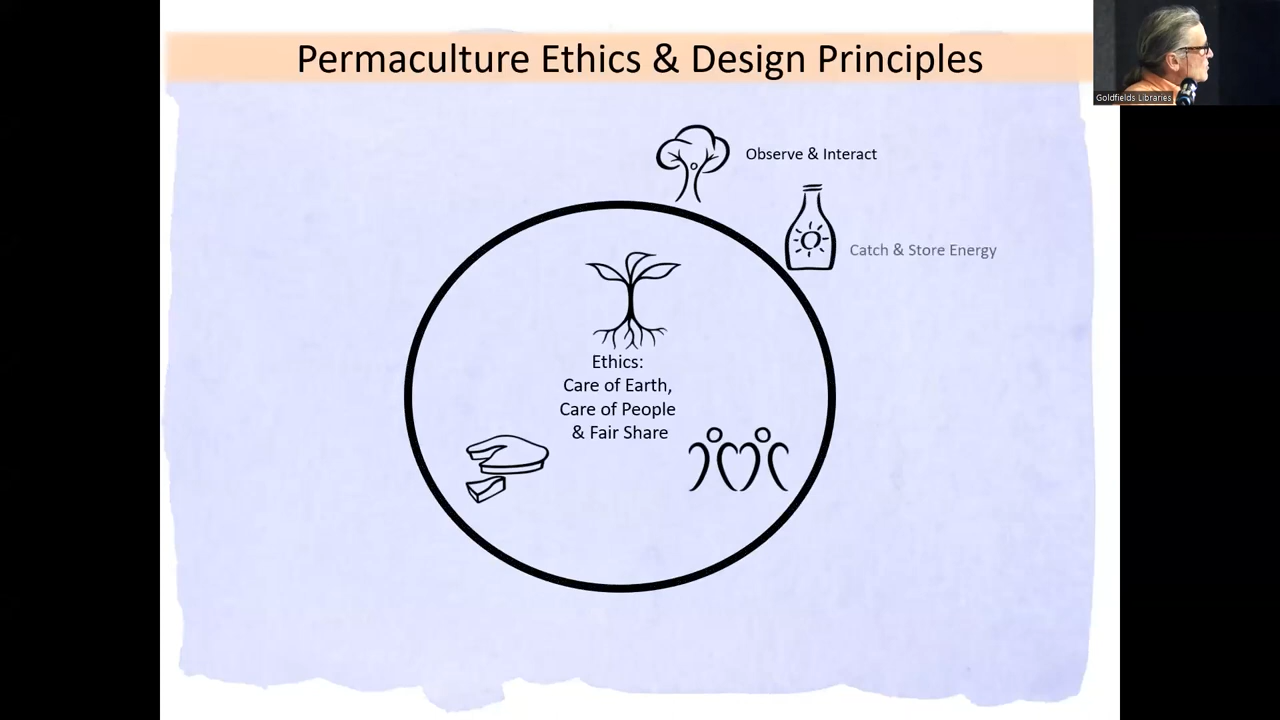 Permaculture Ethics & Design Principles
Goldfields Libraries
Observe & Interact
Catch & Store Energy
Ethics:
Care of Earth,
Care of People
& Fair Share